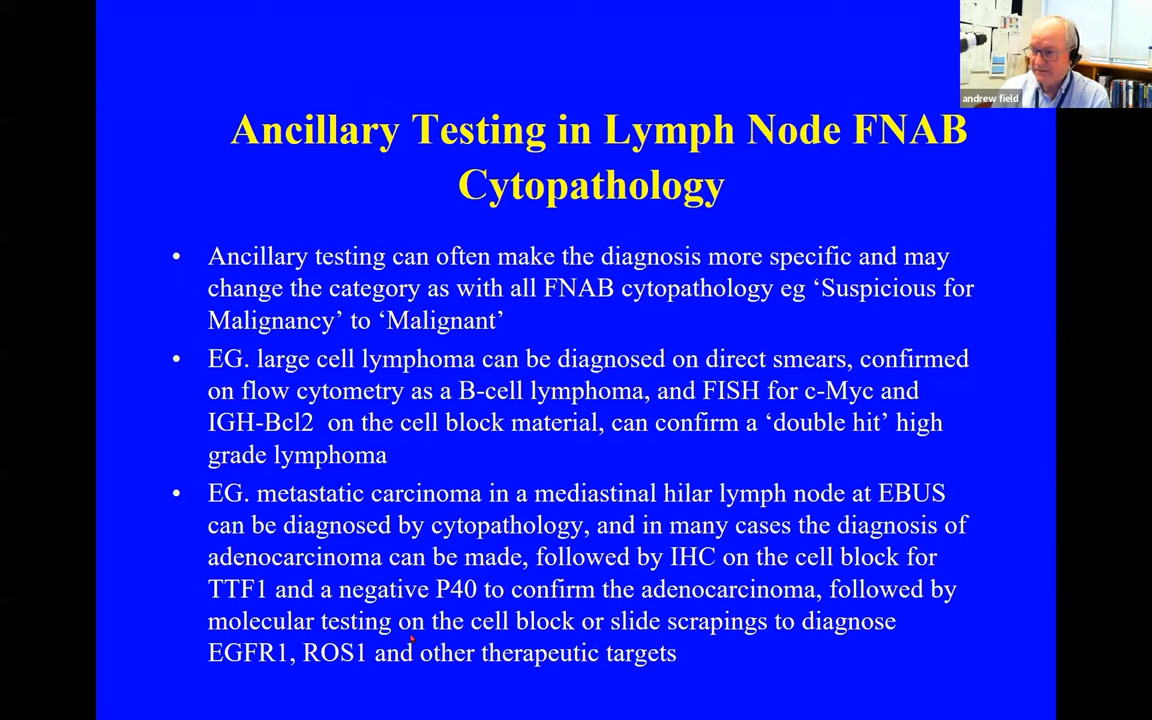 andrew field
Ancillary Testing in Lymph Node FNAB
Cytopathology
• Ancillary testing can often make the diagnosis more specific and may
change the category as with all FNAB cytopathology eg ‘Suspicious for
Malignancy’ to ‘Malignant’
• EG. large cell lymphoma can be diagnosed on direct smears, confirmed
on flow cytometry as a B-cell lymphoma, and FISH for c-Myc and
IGH-Bcl2 on the cell block material, can confirm a ‘double hit’ high
grade lymphoma
• EG. metastatic carcinoma in a mediastinal hilar lymph node at EBUS
can be diagnosed by cytopathology, and in many cases the diagnosis of
adenocarcinoma can be made, followed by IHC on the cell block for
TTF1 and a negative P40 to confirm the adenocarcinoma, followed by
molecular testing on the cell block or slide scrapings to diagnose
EGFR1, ROS1 and other therapeutic targets